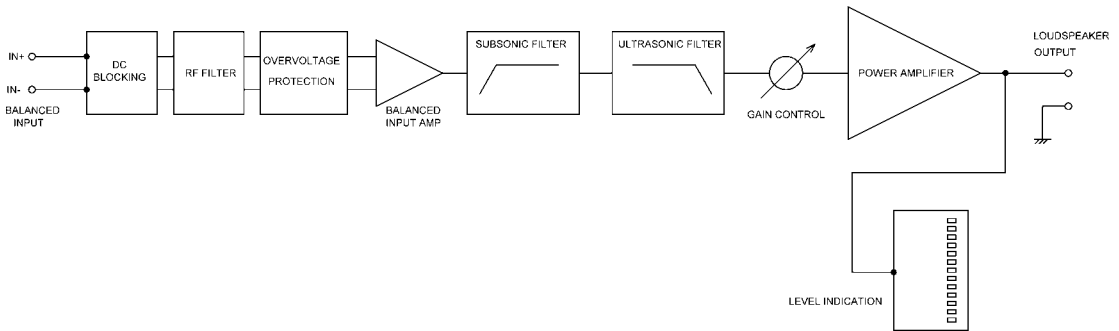 IN+
IN-
BALANCED
INPUT
DC
BLOCKING
RF FILTER
OVERVOLTAGE
PROTECTION
BALANCED
INPUT AMP
SUBSONIC FILTER
ULTRASONIC FILTER
GAIN CONTROL
POWER AMPLIFIER
LOUDSPEAKER
OUTPUT
LEVEL INDICATION